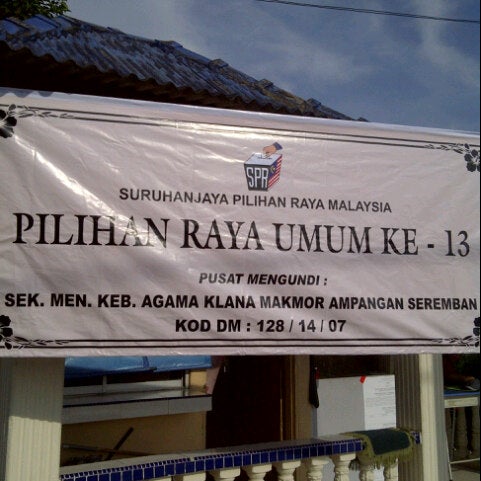 SPR
SURUHANJAYA PILIHAN RAYA MALAYSIA
PILIHAN RAYA UMUM KE - 13
PUSAT MENGUNDI :
SEK. MEN. KEB. AGAMA KLANA MAKMOR AMPANGAN SEREMBAN
KOD DM : 128 / 14 / 07